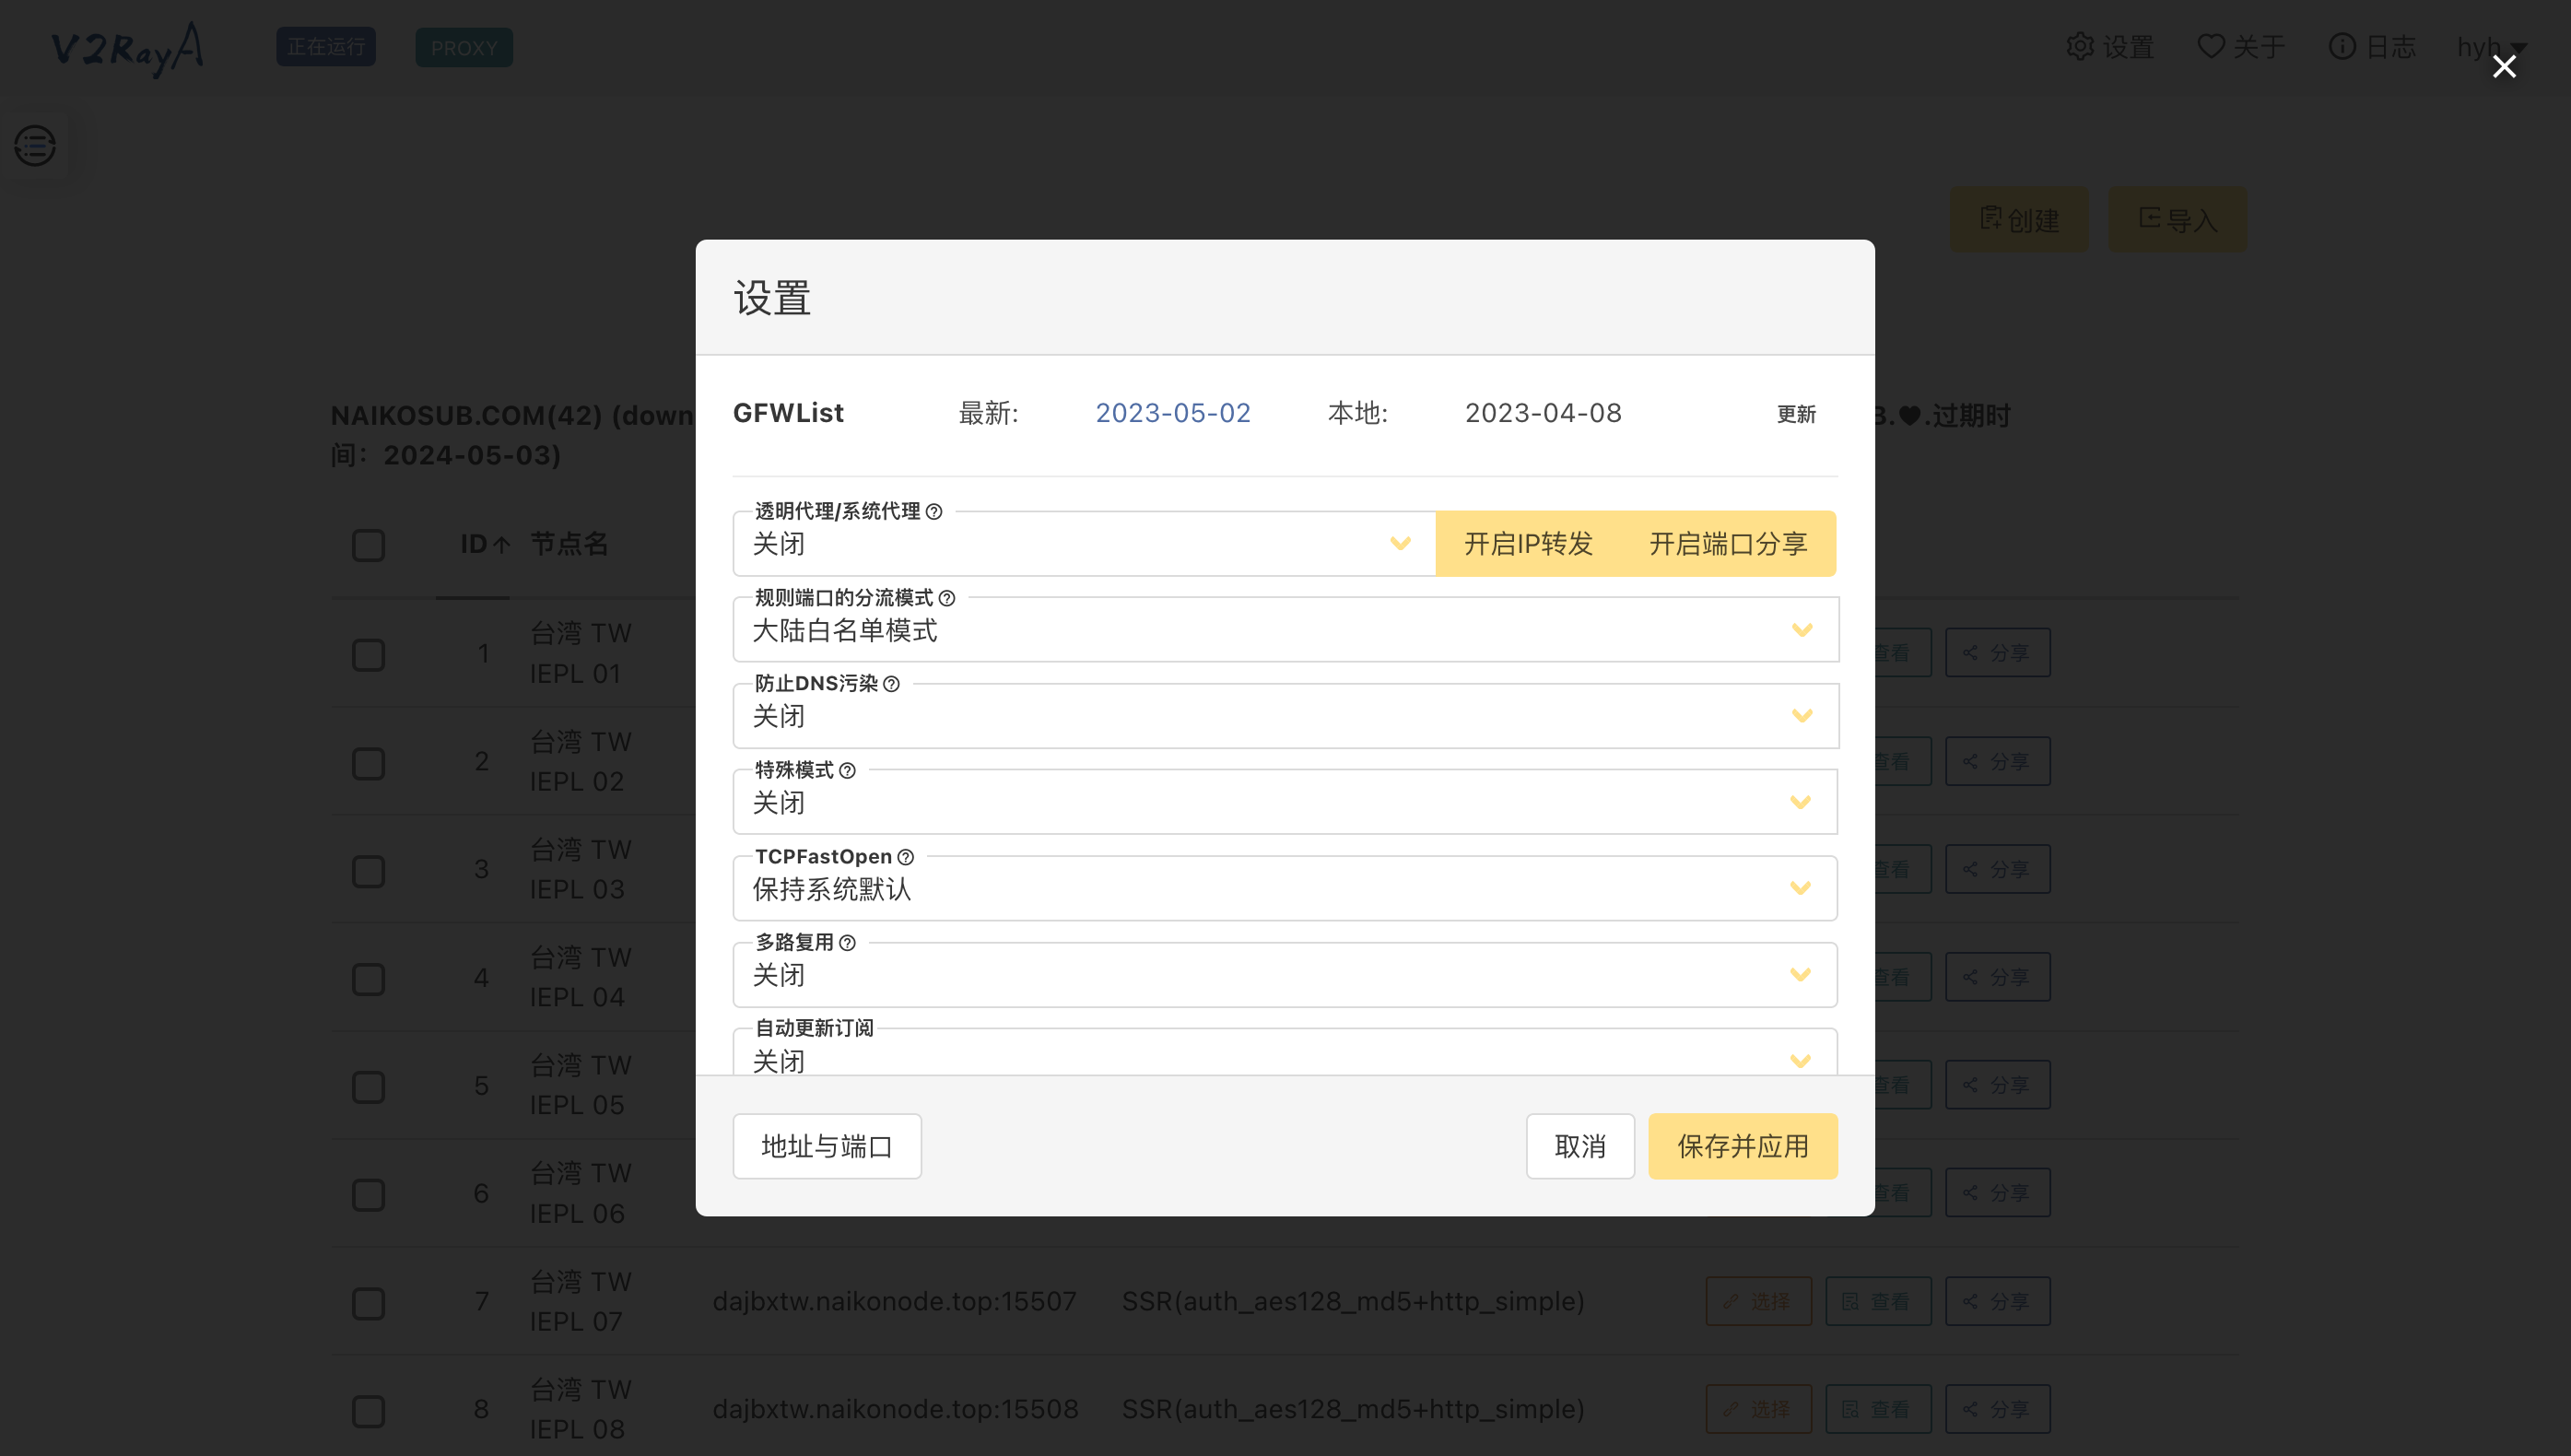 V2RayA 正在运行 PROXY 设置 关于 日志 hyh
创建 导入
设置
GFWList 最新: 2023-05-02 本地: 2023-04-08 更新
NAIKOSUB.COM(42) (down
B.♥.过期时
间：2024-05-03)
透明代理/系统代理
关闭 开启IP转发 开启端口分享
ID↑ 节点名
规则端口的分流模式
大陆白名单模式
防止DNS污染
关闭
特殊模式
关闭
TCPFastOpen
保持系统默认
多路复用
关闭
自动更新订阅
关闭
地址与端口 取消 保存并应用
1 台湾 TW
IEPL 01 查看 分享
2 台湾 TW
IEPL 02 查看 分享
3 台湾 TW
IEPL 03 查看 分享
4 台湾 TW
IEPL 04 查看 分享
5 台湾 TW
IEPL 05 查看 分享
6 台湾 TW
IEPL 06 查看 分享
7 台湾 TW
IEPL 07 dajbxtw.naikonode.top:15507 SSR(auth_aes128_md5+http_simple) 选择 查看 分享
8 台湾 TW
IEPL 08 dajbxtw.naikonode.top:15508 SSR(auth_aes128_md5+http_simple) 选择 查看 分享